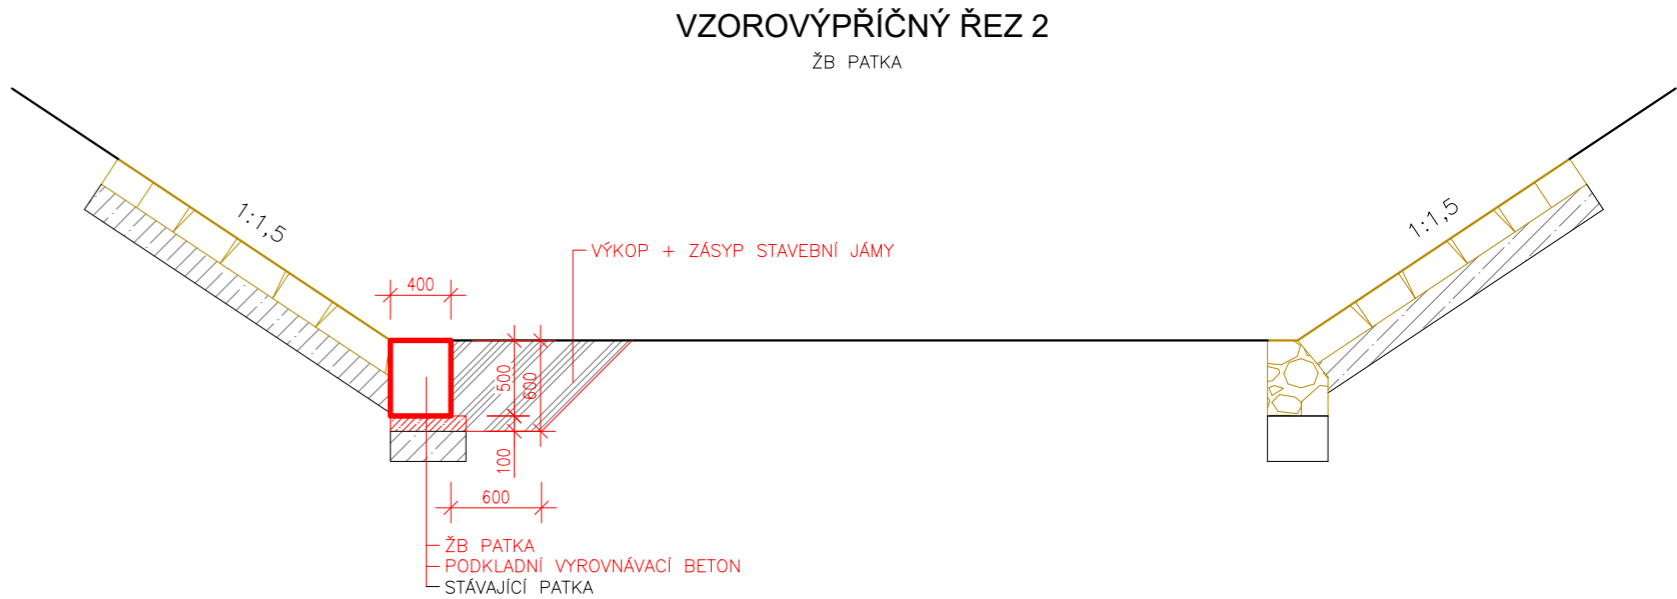 VZOROVÝPŘÍČNÝ ŘEZ 2
ŽB PATKA
1:1,5
1:1,5
VÝKOP + ZÁSYP STAVEBNÍ JÁMY
400
500
600
100
600
ŽB PATKA
PODKLADNÍ VYROVNÁVACÍ BETON
STÁVAJÍCÍ PATKA